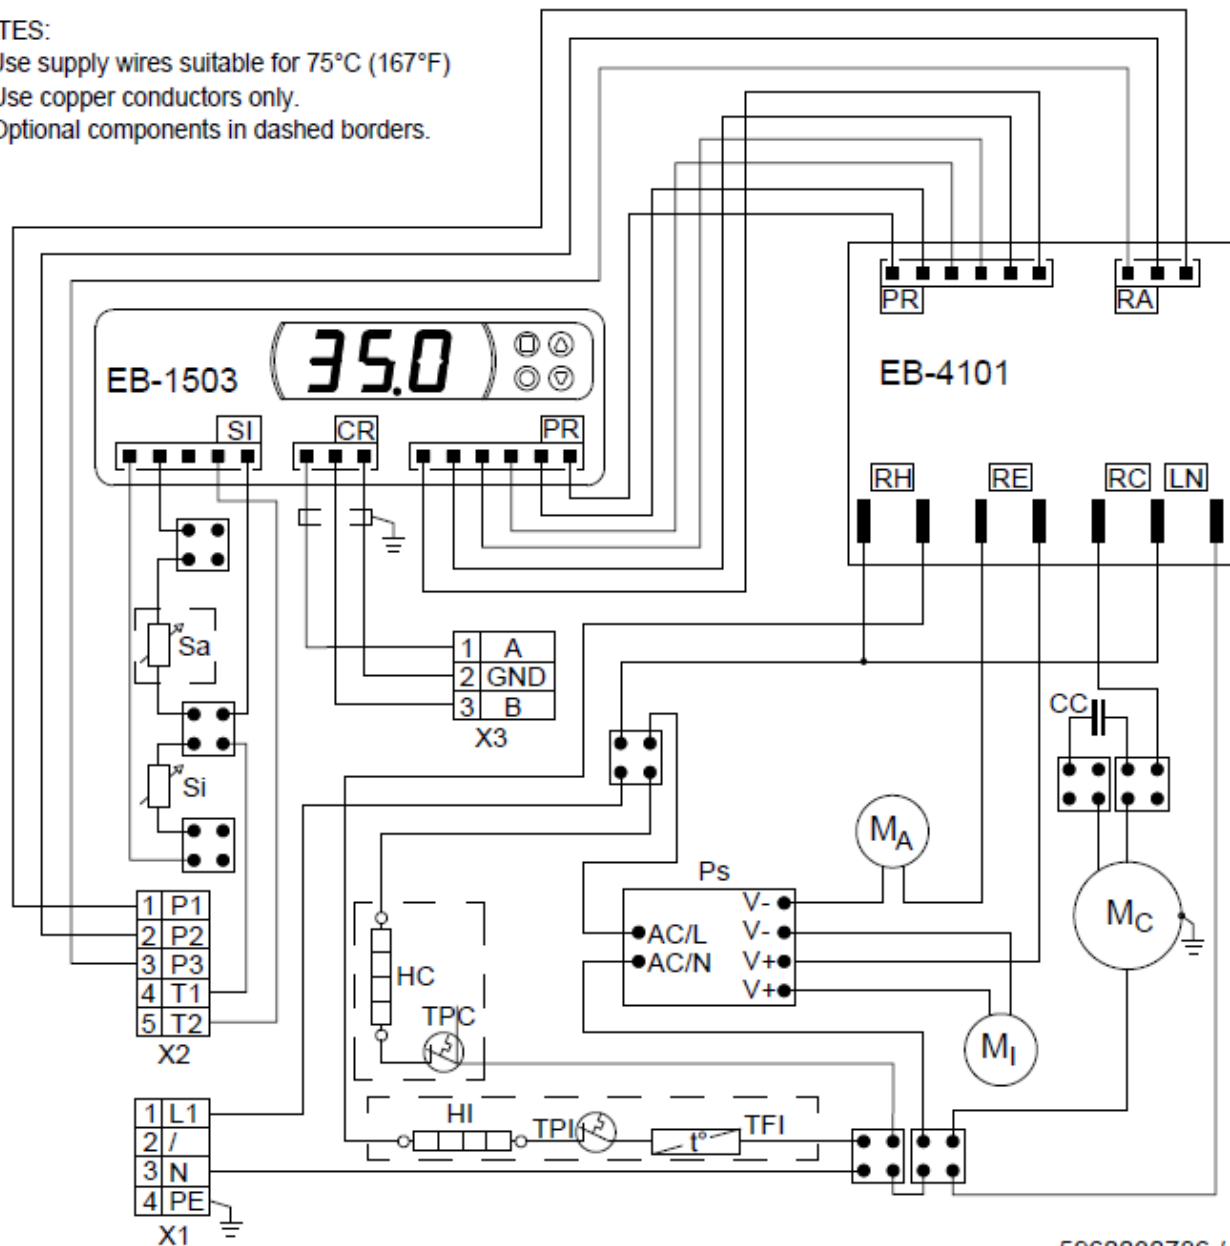 TES:
Use supply wires suitable for 75°C (167°F)
Use copper conductors only.
Optional components in dashed borders.
PR
RA
EB-1503
35.0
EB-4101
SI
CR
PR
RH
RE
RC
LN
Sa
1 A
2 GND
3 B
X3
CC
Si
MA
Ps
V-
AC/L
V-
AC/N
V+
V+
MC
MI
1 P1
2 P2
3 P3
4 T1
5 T2
X2
HC
TPC
HI
TPI
t°
TFI
1 L1
2 /
3 N
4 PE
X1